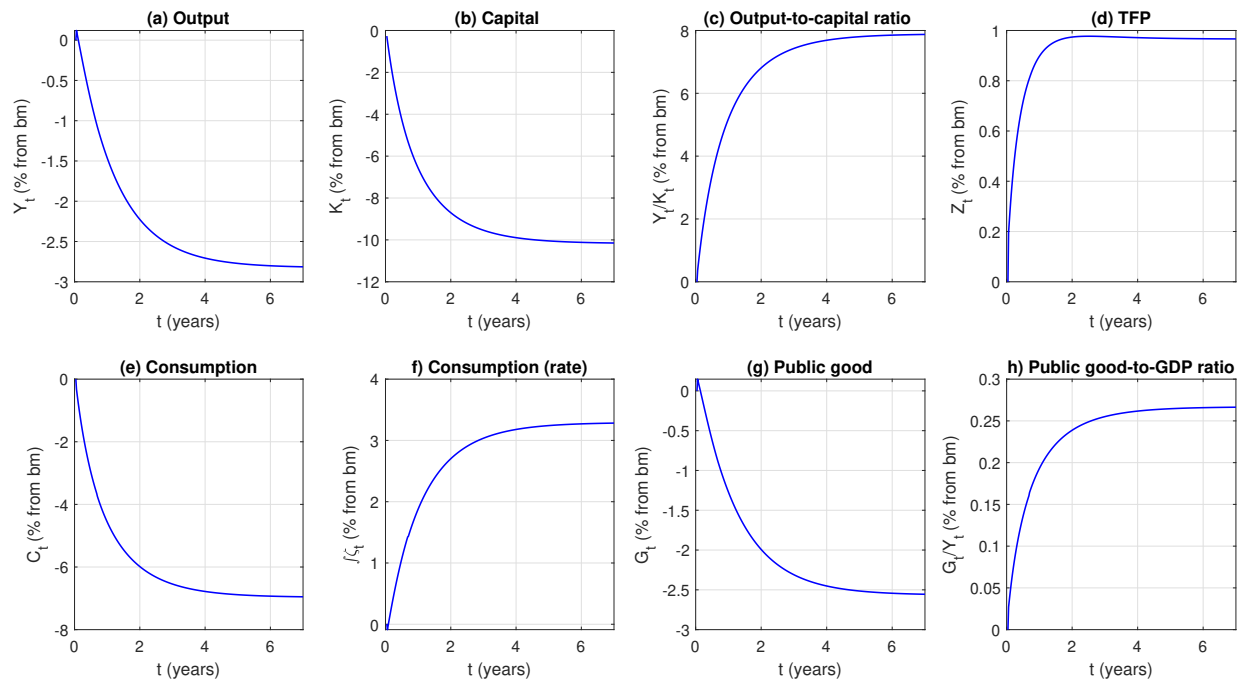 (a) Output
Y_t (% from bm)
0
-0.5
-1
-1.5
-2
-2.5
-3
0 2 4 6
t (years)
(b) Capital
K_t (% from bm)
0
-2
-4
-6
-8
-10
-12
0 2 4 6
t (years)
(c) Output-to-capital ratio
Y_t/K_t (% from bm)
8
6
4
2
0
0 2 4 6
t (years)
(d) TFP
Z_t (% from bm)
1
0.8
0.6
0.4
0.2
0
0 2 4 6
t (years)
(e) Consumption
C_t (% from bm)
0
-2
-4
-6
-8
0 2 4 6
t (years)
f) Consumption (rate)
∫ζ_t (% from bm)
4
3
2
1
0
0 2 4 6
t (years)
(g) Public good
G_t (% from bm)
0
-0.5
-1
-1.5
-2
-2.5
-3
0 2 4 6
t (years)
h) Public good-to-GDP ratio
G_t/Y_t (% from bm)
0.3
0.25
0.2
0.15
0.1
0.05
0
0 2 4 6
t (years)